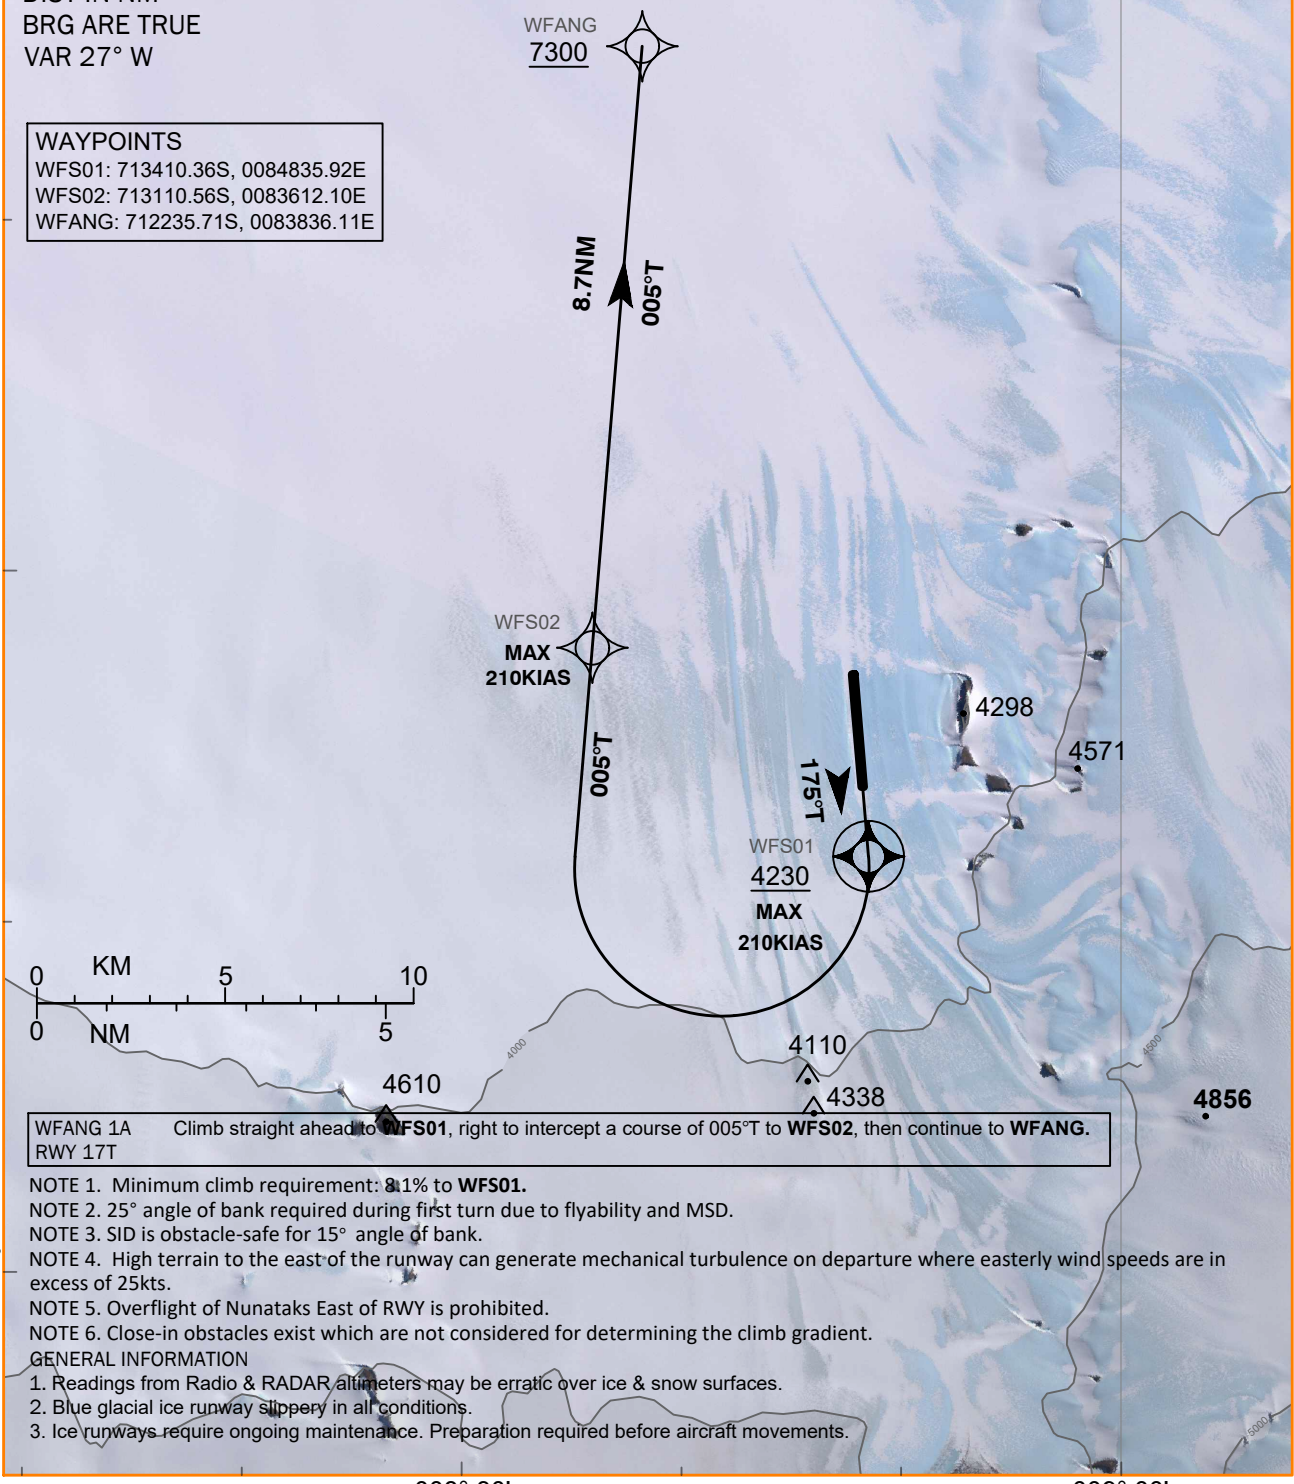 BRG ARE TRUE
VAR 27° W
WFANG
7300
WAYPOINTS
WFS01: 713410.36S, 0084835.92E
WFS02: 713110.56S, 0083612.10E
WFANG: 712235.71S, 0083836.11E
8.7NM
005°T
WFS02
MAX
210KIAS
005°T
4298
4571
175°T
WFS01
4230
MAX
210KIAS
0 KM 5 10
0 NM 5
4000
4500
4110
4610
4338
4856
WFANG 1A Climb straight ahead to WFS01, right to intercept a course of 005°T to WFS02, then continue to WFANG.
RWY 17T
NOTE 1. Minimum climb requirement: 8.1% to WFS01.
NOTE 2. 25° angle of bank required during first turn due to flyability and MSD.
NOTE 3. SID is obstacle-safe for 15° angle of bank.
NOTE 4. High terrain to the east of the runway can generate mechanical turbulence on departure where easterly wind speeds are in
excess of 25kts.
NOTE 5. Overflight of Nunataks East of RWY is prohibited.
NOTE 6. Close-in obstacles exist which are not considered for determining the climb gradient.
GENERAL INFORMATION
1. Readings from Radio & RADAR altimeters may be erratic over ice & snow surfaces.
2. Blue glacial ice runway slippery in all conditions.
3. Ice runways require ongoing maintenance. Preparation required before aircraft movements.
5000